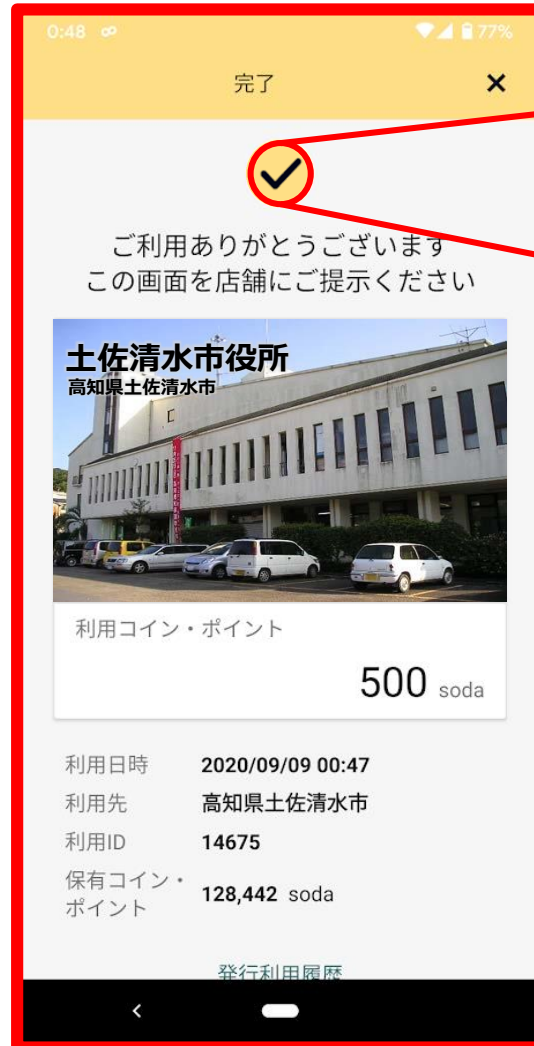 0:48 77%
完了 ×
ご利用ありがとうございます
この画面を店舗にご提示ください
土佐清水市役所
高知県土佐清水市
利用コイン・ポイント
500 soda
利用日時 2020/09/09 00:47
利用先 高知県土佐清水市
利用ID 14675
保有コイン・
ポイント 128,442 soda
発行利用履歴